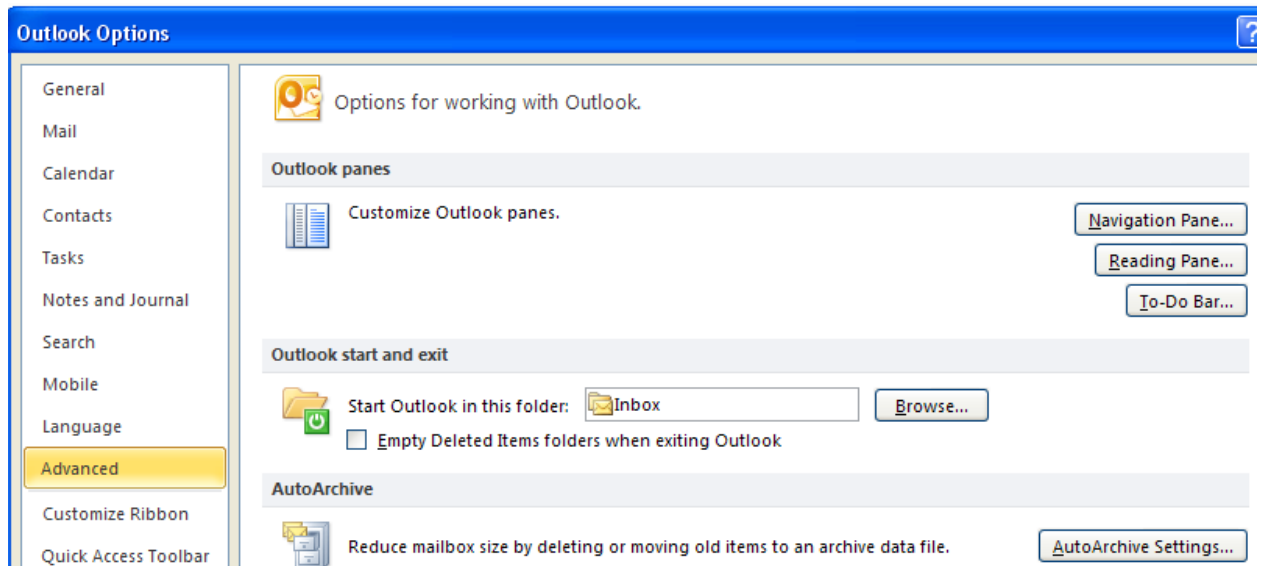 Outlook Options
?
General
Mail
Calendar
Contacts
Tasks
Notes and Journal
Search
Mobile
Language
Advanced
Customize Ribbon
Quick Access Toolbar
Options for working with Outlook.
Outlook panes
Customize Outlook panes.
Navigation Pane...
Reading Pane...
To-Do Bar...
Outlook start and exit
Start Outlook in this folder: Inbox Browse...
Empty Deleted Items folders when exiting Outlook
AutoArchive
Reduce mailbox size by deleting or moving old items to an archive data file. AutoArchive Settings...